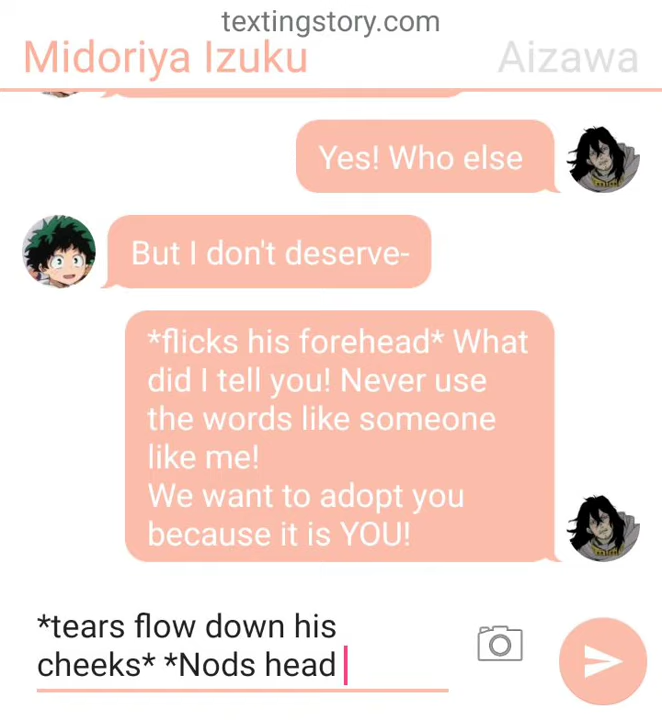 textingstory.com
Midoriya Izuku
Aizawa
Yes! Who else
But I don't deserve-
*flicks his forehead* What
did I tell you! Never use
the words like someone
like me!
We want to adopt you
because it is YOU!
*tears flow down his
cheeks* *Nods head